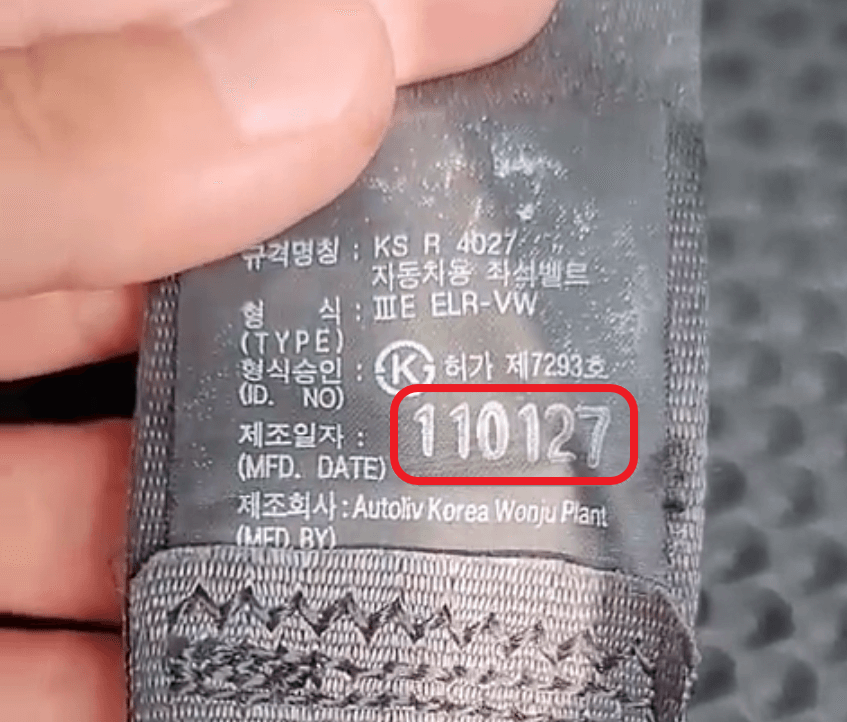 규격명칭 : KS R 4027
자동차용 좌석벨트
형 식 : ⅢE ELR-VW
(TYPE)
형식승인 : K 허가 제7293호
(ID. NO)
제조일자 : 110127
(MFD. DATE)
제조회사 : Autoliv Korea Wonju Plant
(MFD.BY)